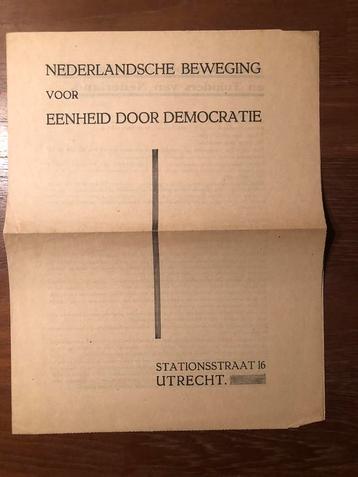 NEDERLANDSCHE BEWEGING
VOOR
EENHEID DOOR DEMOCRATIE
STATIONSSTRAAT 16
UTRECHT.